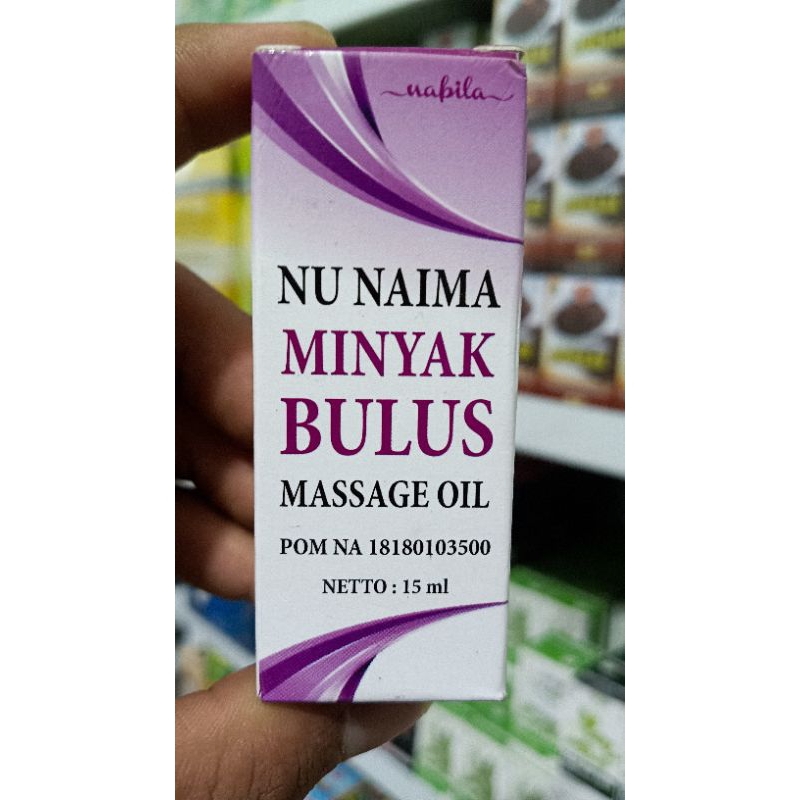 nabila
NU NAIMA
MINYAK
BULUS
MASSAGE OIL
POM NA 18180103500
NETTO : 15 ml